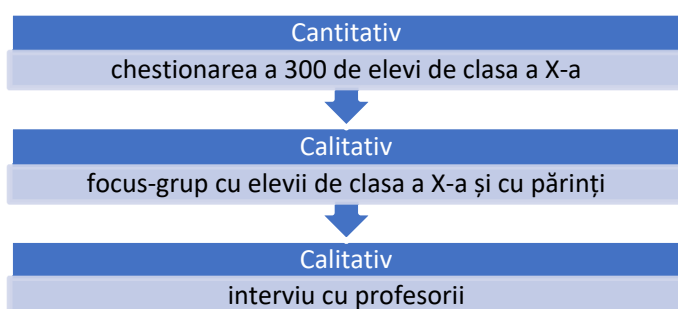 Cantitativ
chestionarea a 300 de elevi de clasa a X-a
Calitativ
focus-grup cu elevii de clasa a X-a și cu părinți
Calitativ
interviu cu profesorii